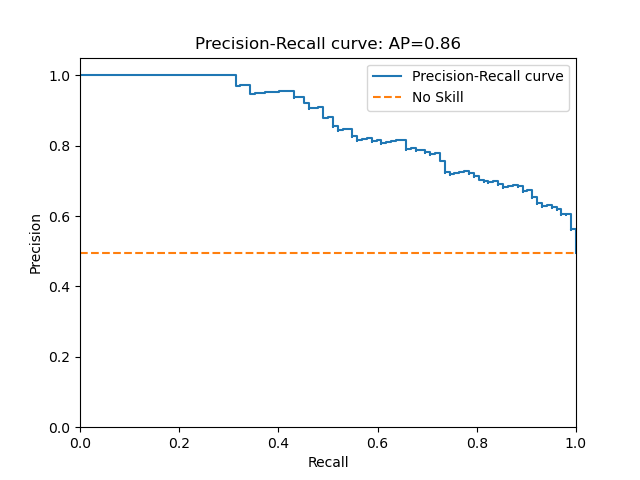 Precision-Recall curve: AP=0.86
1.0
0.8
0.6
0.4
0.2
0.0
Precision
Precision-Recall curve
No Skill
0.0 0.2 0.4 0.6 0.8 1.0
Recall